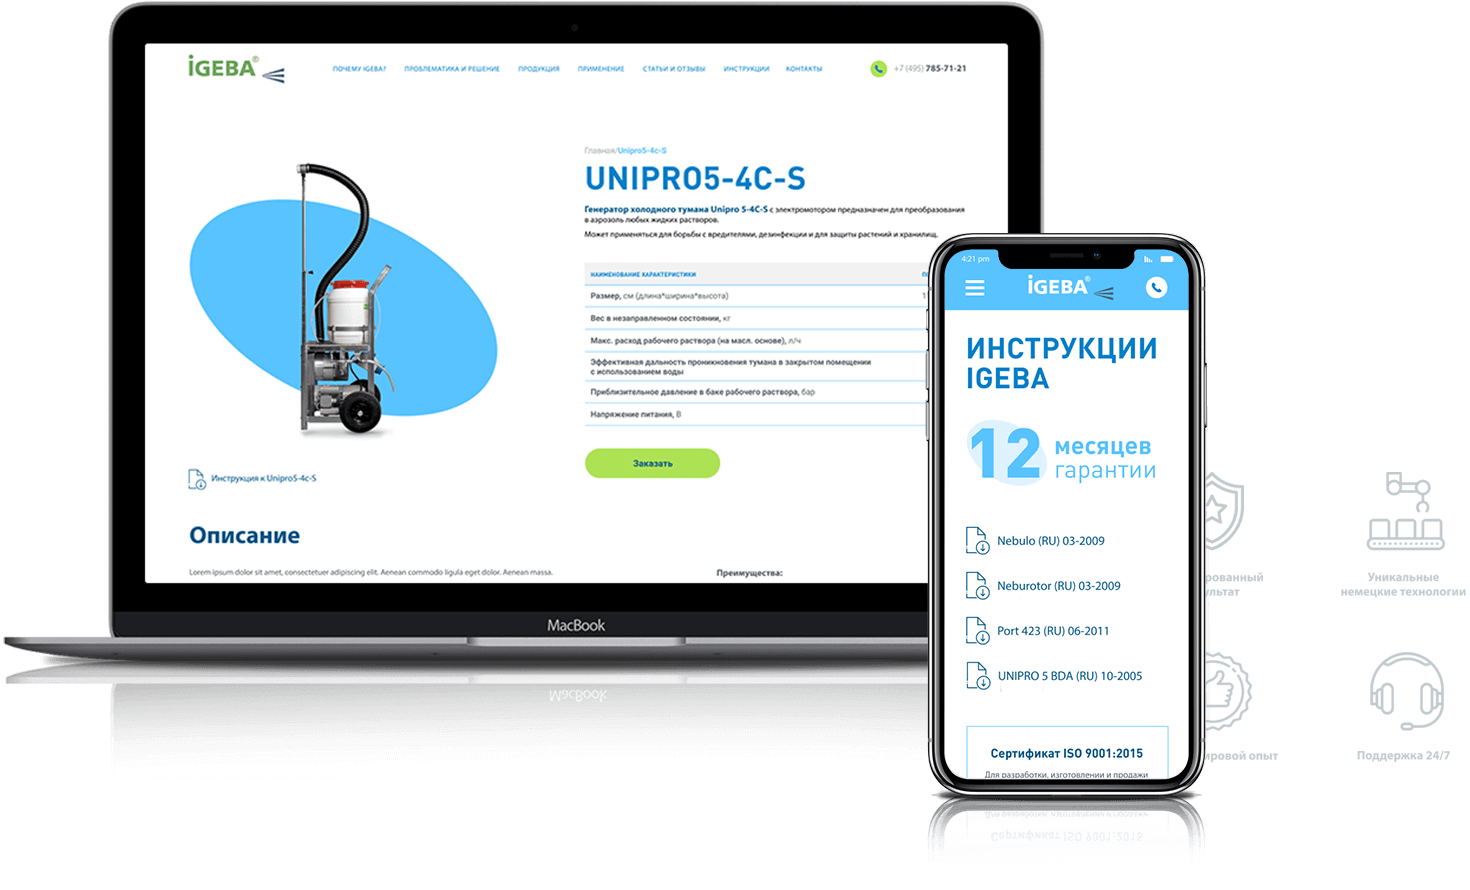 iGEBA®
ПОЧЕМУ IGEBA?
ПРОБЛЕМАТИКА И РЕШЕНИЕ
ПРОДУКЦИЯ
ПРИМЕНЕНИЕ
СТАТЬИ И ОТЗЫВЫ
ИНСТРУКЦИИ
КОНТАКТЫ
+7 (495) 785-71-21
Главная/Unipro5-4c-S
UNIPRO5-4C-S
Генератор холодного тумана Unipro 5-4C-S с электромотором предназначен для преобразования
в аэрозоль любых жидких растворов.
Может применяться для борьбы с вредителями, дезинфекции и для защиты растений и хранилищ.
НАИМЕНОВАНИЕ ХАРАКТЕРИСТИКИ
Размер, см (длина*ширина*высота)
Вес в незаправленном состоянии, кг
Макс. расход рабочего раствора (на масл. основе), л/ч
Эффективная дальность проникновения тумана в закрытом помещении
с использованием воды
Приблизительное давление в баке рабочего раствора, бар
Напряжение питания, В
Заказать
Инструкция к Unipro5-4c-S
Описание
Lorem ipsum dolor sit amet, consectetuer adipiscing elit. Aenean commodo ligula eget dolor. Aenean massa.
Преимущества:
MacBook
4:21 pm
iGEBA®
ИНСТРУКЦИИ
IGEBA
12 месяцев
гарантии
Nebulo (RU) 03-2009
Neburotor (RU) 03-2009
Port 423 (RU) 06-2011
UNIPRO 5 BDA (RU) 10-2005
Сертификат ISO 9001:2015
Для разработки, изготовлении и продажи
Уникальные
немецкие технологии
Поддержка 24/7